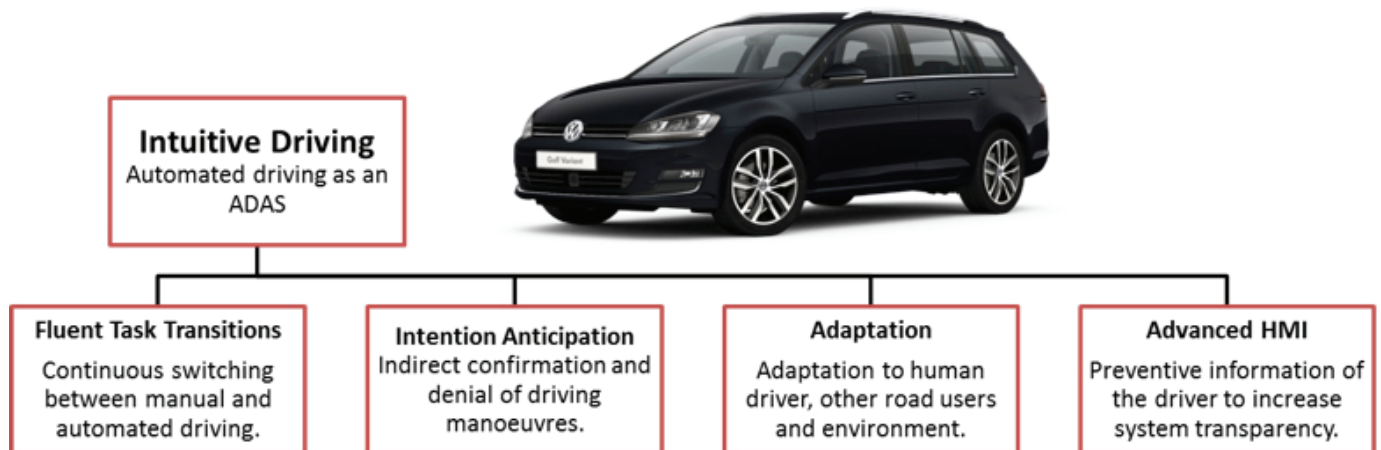 Intuitive Driving
Automated driving as an
ADAS
Golf Variant
Fluent Task Transitions
Continuous switching
between manual and
automated driving.
Intention Anticipation
Indirect confirmation and
denial of driving
manoeuvres.
Adaptation
Adaptation to human
driver, other road users
and environment.
Advanced HMI
Preventive information of
the driver to increase
system transparency.